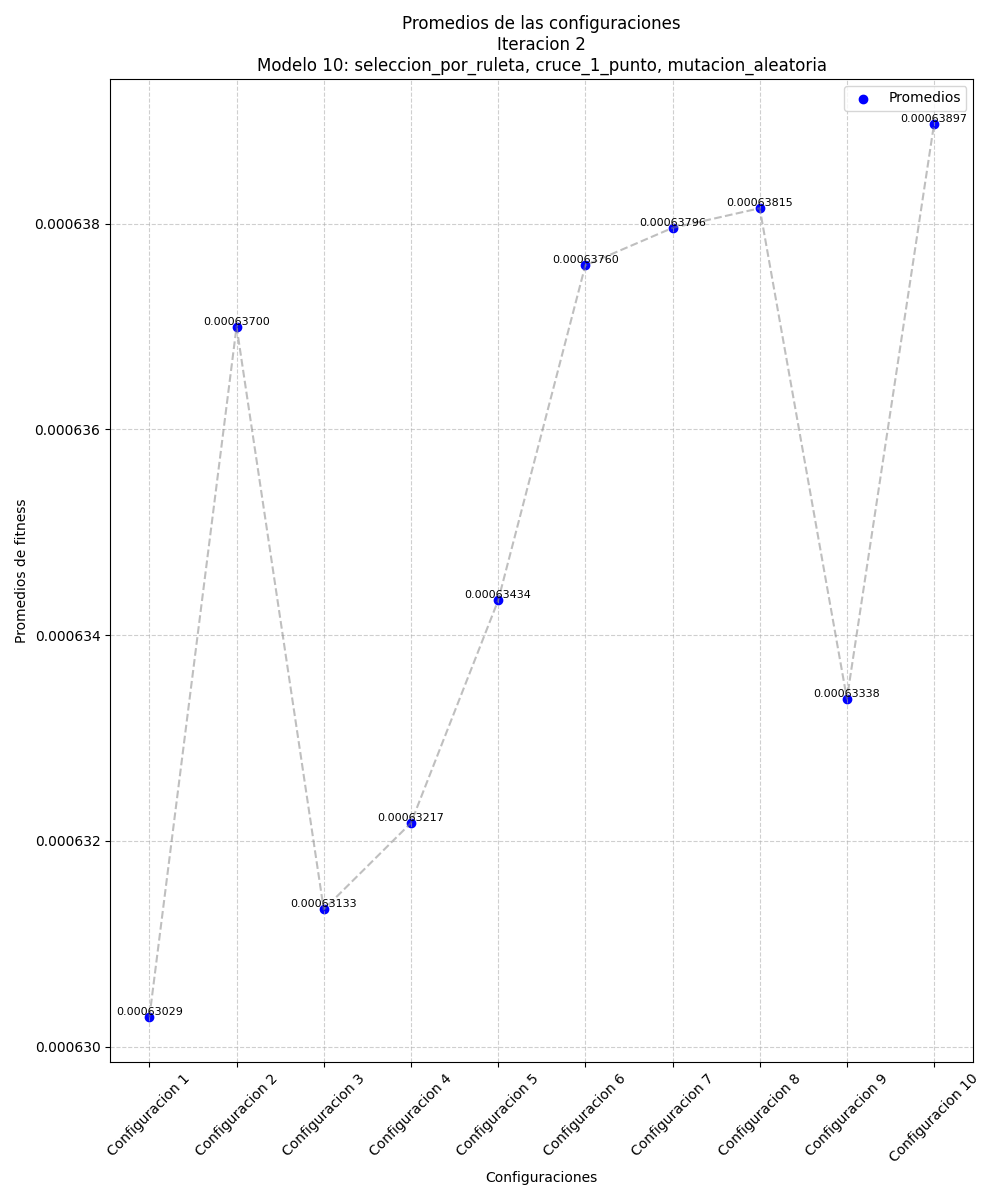 Promedios de las configuraciones
Iteracion 2
Modelo 10: seleccion_por_ruleta, cruce_1_punto, mutacion_aleatoria
Promedios
0.00063897
0.00063815
0.00063796
0.00063760
0.00063700
0.00063434
0.00063338
0.00063217
0.00063133
0.00063029
0.000638
0.000636
0.000634
0.000632
0.000630
Promedios de fitness
Configuracion 1
Configuracion 2
Configuracion 3
Configuracion 4
Configuracion 5
Configuracion 6
Configuracion 7
Configuracion 8
Configuracion 9
Configuracion 10
Configuraciones